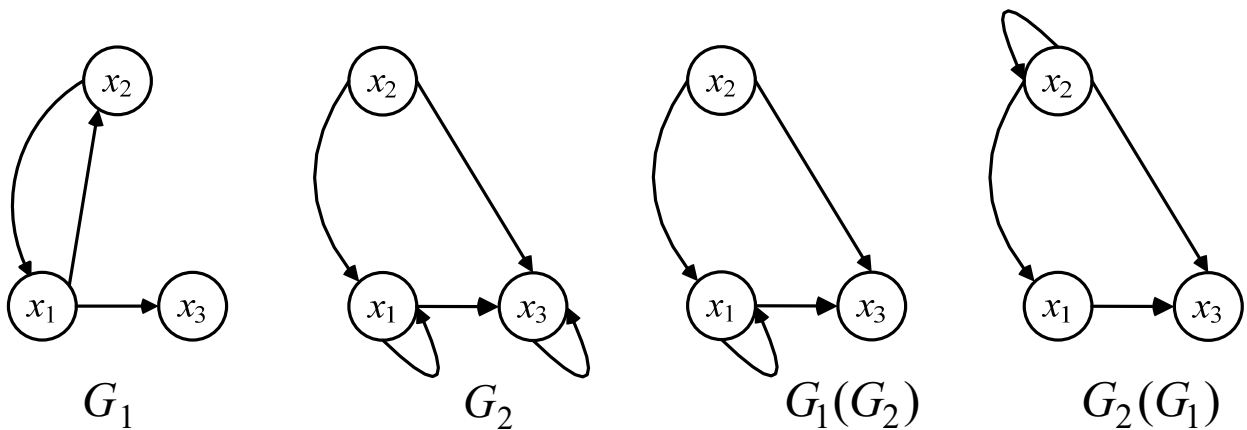 x₂ x₂ x₂ x₂
x₁ x₃ x₁ x₃ x₁ x₃ x₁ x₃
G₁ G₂ G₁(G₂) G₂(G₁)